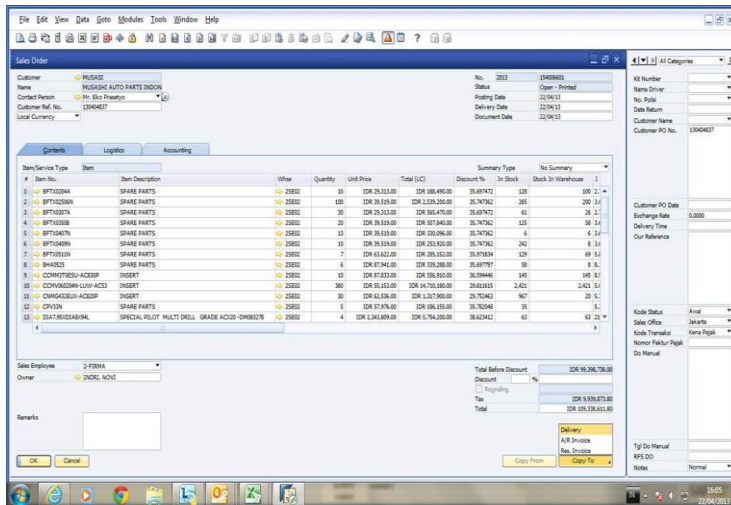 File Edit View Data Goto Modules Tools Window Help
Sales Order
Customer MUSASI
Name MUSASHI AUTO PARTS INDON
Contact Person Mr. Eko Prasetyo
Customer Ref. No. 130404837
Local Currency
No. 2013 154006601
Status Open - Printed
Posting Date 22/04/13
Delivery Date 22/04/13
Document Date 22/04/13
Contents Logistics Accounting
Item/Service Type Item
Summary Type No Summary
# Item No. Item Description Whse Quantity Unit Price Total (LC) Discount % In Stock Stock In Warehouse
1 BFTX0204A SPARE PARTS 2SE02 10 IDR 29,313.00 IDR 188,490.00 35.697472 128 100
2 BFTX02506N SPARE PARTS 2SE02 100 IDR 39,519.00 IDR 2,539,200.00 35.747362 265 200
3 BFTX0307A SPARE PARTS 2SE02 30 IDR 29,313.00 IDR 565,470.00 35.697472 61 26
4 BFTX03508 SPARE PARTS 2SE02 20 IDR 39,519.00 IDR 507,840.00 35.747362 125 58
5 BFTX0407N SPARE PARTS 2SE02 13 IDR 39,519.00 IDR 330,096.00 35.747362 6 6
6 BFTX0409N SPARE PARTS 2SE02 10 IDR 39,519.00 IDR 253,920.00 35.747362 242 8
7 BFTX0511N SPARE PARTS 2SE02 7 IDR 63,622.00 IDR 285,152.00 35.971834 129 69
8 BHA0525 SPARE PARTS 2SE02 6 IDR 87,941.00 IDR 339,288.00 35.697797 58 8
9 CCMM3T0ESU-AC830P INSERT 2SE02 10 IDR 87,833.00 IDR 556,910.00 36.594446 145 145
10 CCMV060204N-LUW-AC53 INSERT 2SE02 380 IDR 55,153.00 IDR 14,710,180.00 29.811615 2,421 2,421
11 CNMG432EUX-AC820P INSERT 2SE02 30 IDR 62,536.00 IDR 1,317,900.00 29.752463 967 20
12 CPV33N SPARE PARTS 2SE02 5 IDR 57,976.00 IDR 186,155.00 35.782048 35
13 DIA7.95XDIA8X94L SPECIAL PILOT MULTI DRILL GRADE ACX20 -DM083278 2SE02 4 IDR 2,343,809.00 IDR 5,754,200.00 38.623412 63 63
Sales Employee 2-FIRMA
Owner INDRI, NOVI
Remarks
Total Before Discount IDR 99,398,738.00
Discount %
Rounding
Tax IDR 9,939,873.80
Total IDR 109,338,611.80
Delivery
A/R Invoice
Res. Invoice
OK Cancel Copy From Copy To
All Categories
Kit Number
Nama Driver
No. Polisi
Date Return
Customer Name
Customer PO No. 130404837
Customer PO Date
Exchange Rate 0.0000
Delivery Time
Our Reference
Kode Status Awal
Sales Office Jakarta
Kode Transaksi Kena Pajak
Nomor Faktur Pajak
Do Manual
Tgl Do Manual
RFS DO
Notes Normal
IN
16:05
22/04/2013